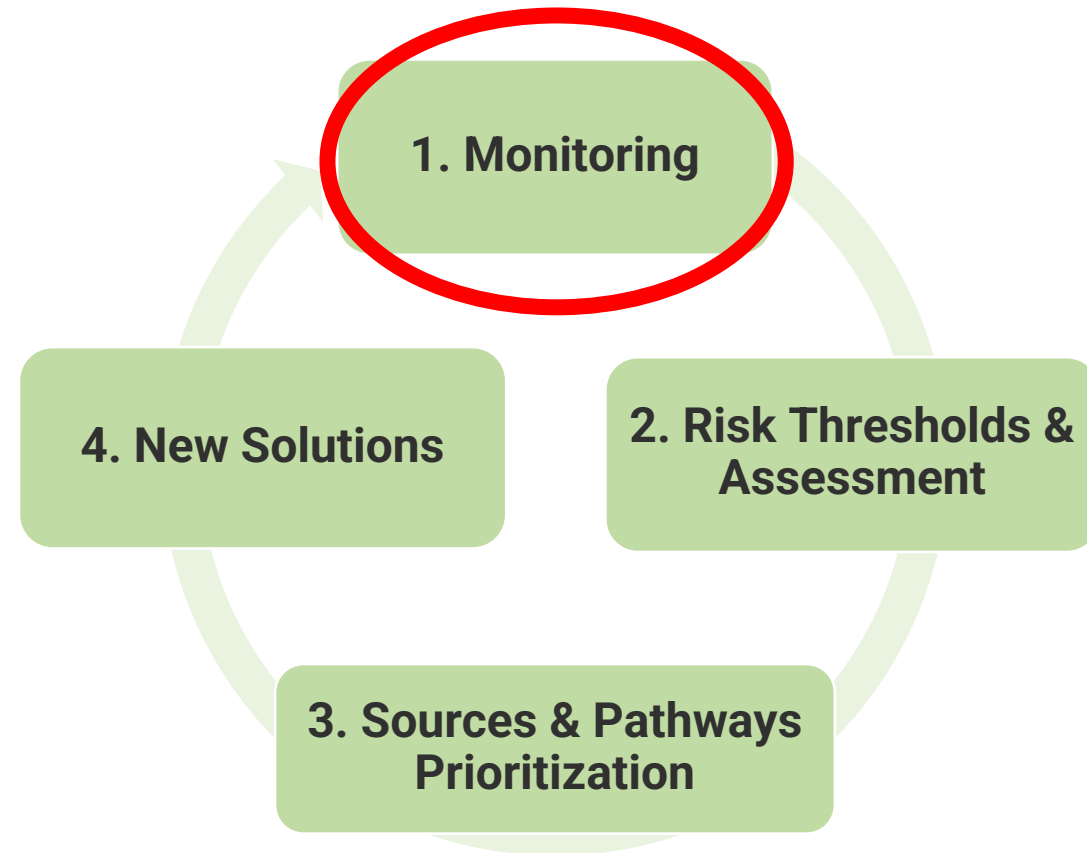 1. Monitoring
2. Risk Thresholds &
Assessment
3. Sources & Pathways
Prioritization
4. New Solutions